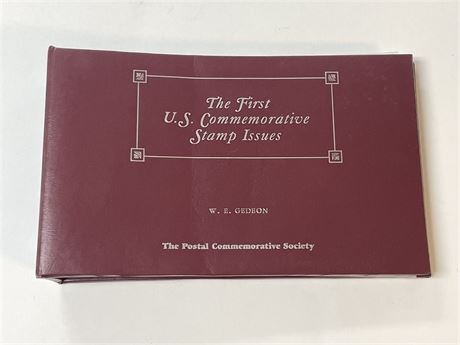 The First
U.S. Commemorative
Stamp Issues
W. E. GEDEON
The Postal Commemorative Society